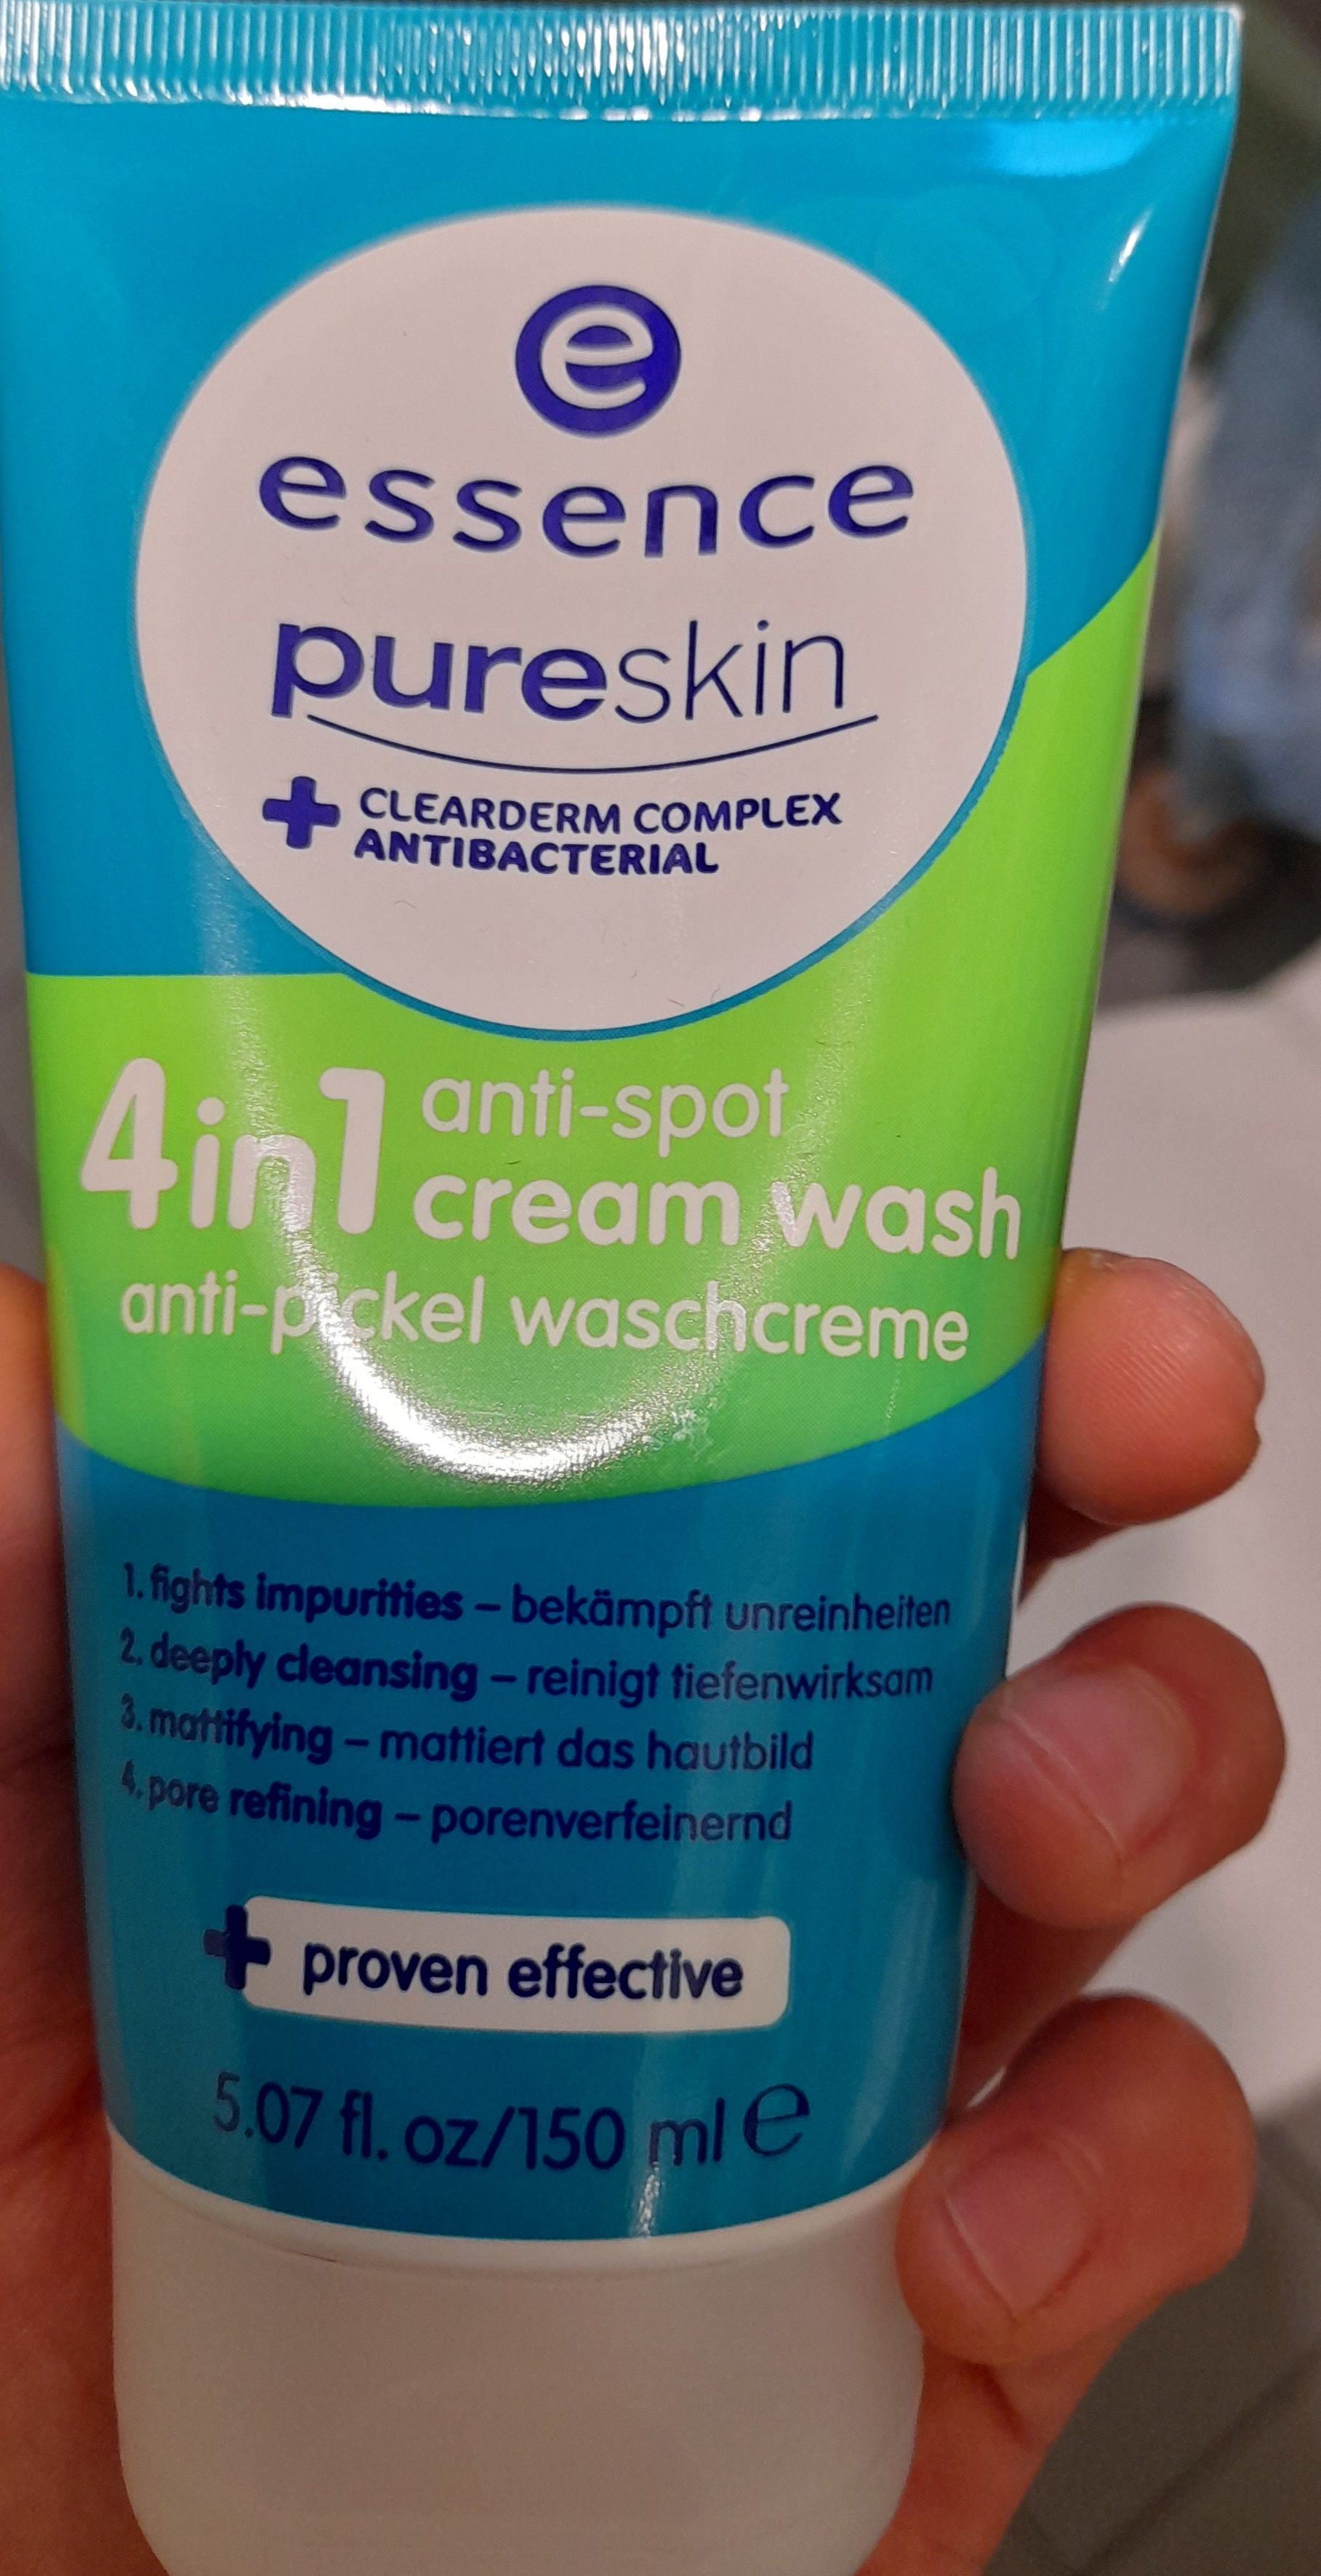 e
essence
pureskin
+ CLEARDERM COMPLEX
ANTIBACTERIAL
4in1 anti-spot
cream wash
anti-pickel waschcreme
1. fights impurities – bekämpft unreinheiten
2. deeply cleansing – reinigt tiefenwirksam
3. mattifying – mattiert das hautbild
4. pore refining – porenverfeinernd
+ proven effective
5.07 fl. oz/150 ml e